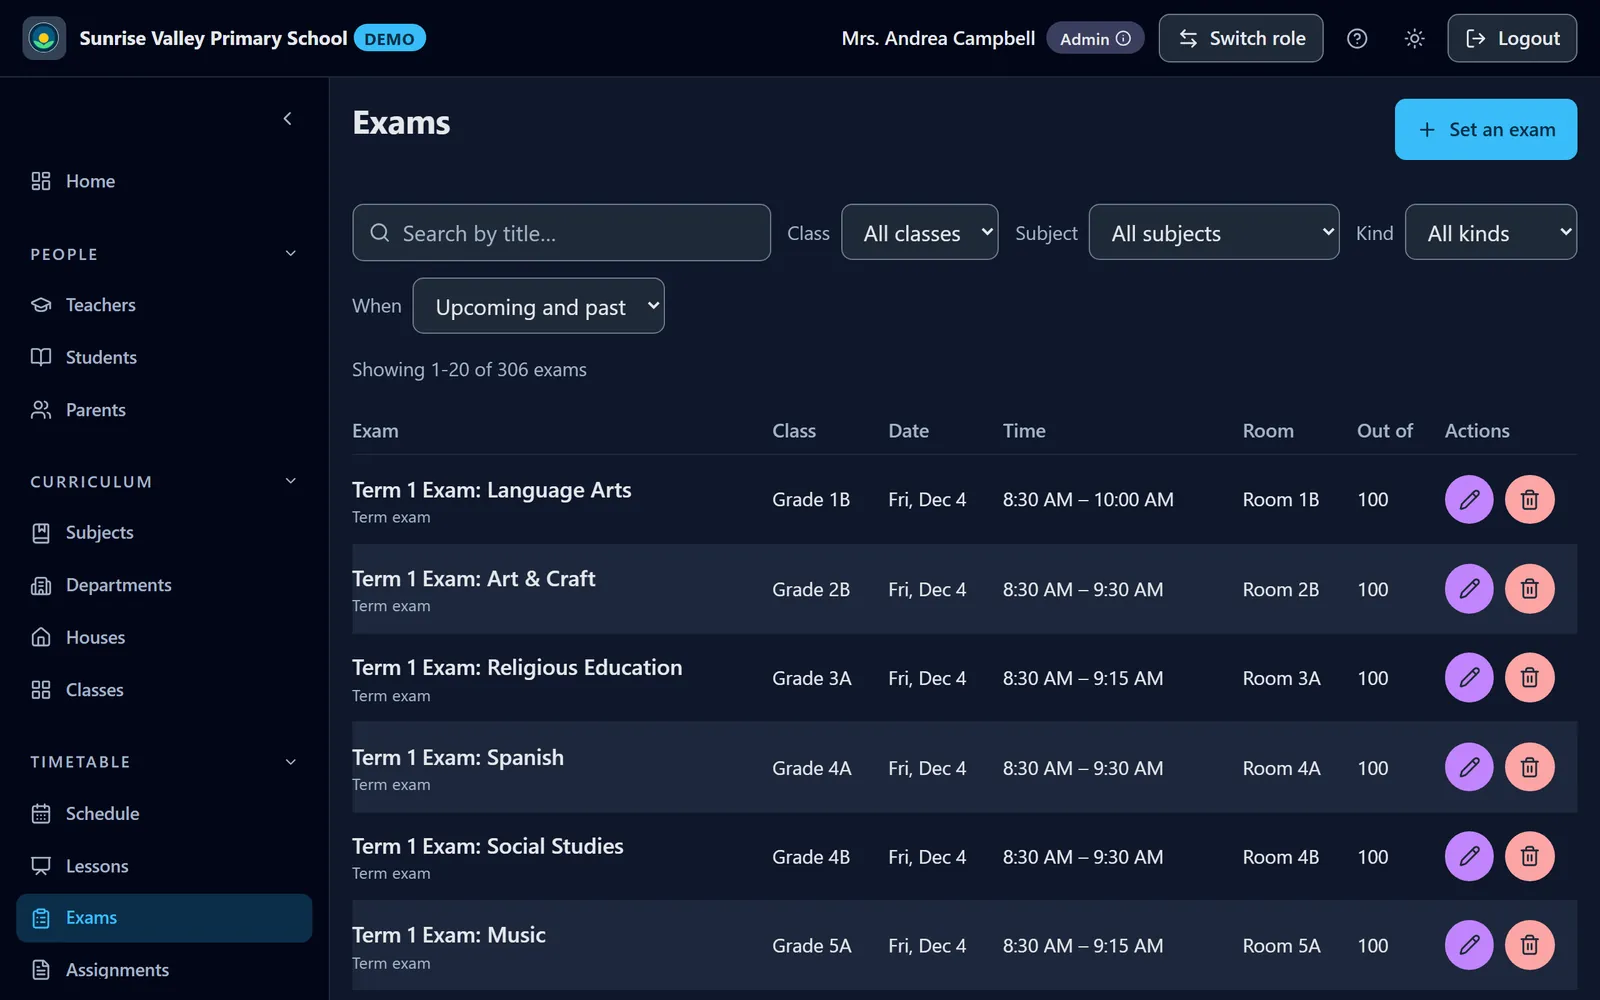 Sunrise Valley Primary School DEMO
Mrs. Andrea Campbell Admin Switch role Logout
Home
PEOPLE
Teachers
Students
Parents
CURRICULUM
Subjects
Departments
Houses
Classes
TIMETABLE
Schedule
Lessons
Exams
Assignments
Exams
Set an exam
Search by title... Class All classes Subject All subjects Kind All kinds
When Upcoming and past
Showing 1-20 of 306 exams
Exam Class Date Time Room Out of Actions
Term 1 Exam: Language Arts
Term exam
Grade 1B Fri, Dec 4 8:30 AM – 10:00 AM Room 1B 100
Term 1 Exam: Art & Craft
Term exam
Grade 2B Fri, Dec 4 8:30 AM – 9:30 AM Room 2B 100
Term 1 Exam: Religious Education
Term exam
Grade 3A Fri, Dec 4 8:30 AM – 9:15 AM Room 3A 100
Term 1 Exam: Spanish
Term exam
Grade 4A Fri, Dec 4 8:30 AM – 9:30 AM Room 4A 100
Term 1 Exam: Social Studies
Term exam
Grade 4B Fri, Dec 4 8:30 AM – 9:30 AM Room 4B 100
Term 1 Exam: Music
Term exam
Grade 5A Fri, Dec 4 8:30 AM – 9:15 AM Room 5A 100